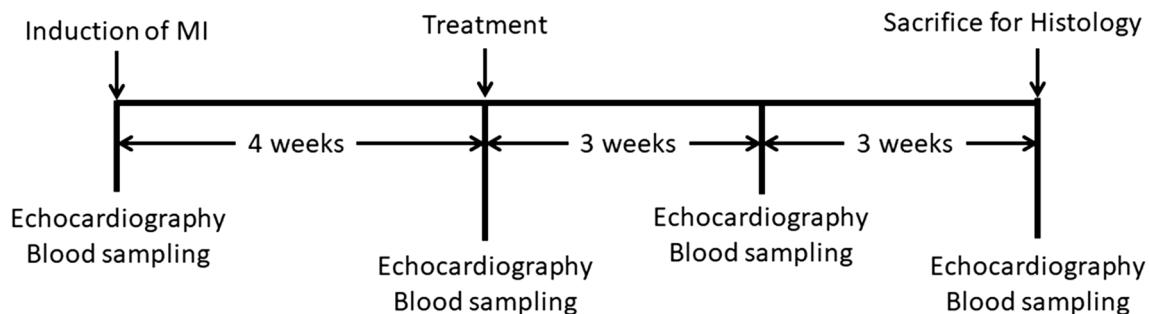 Induction of MI
Treatment
Sacrifice for Histology
4 weeks
3 weeks
3 weeks
Echocardiography
Blood sampling
Echocardiography
Blood sampling
Echocardiography
Blood sampling
Echocardiography
Blood sampling